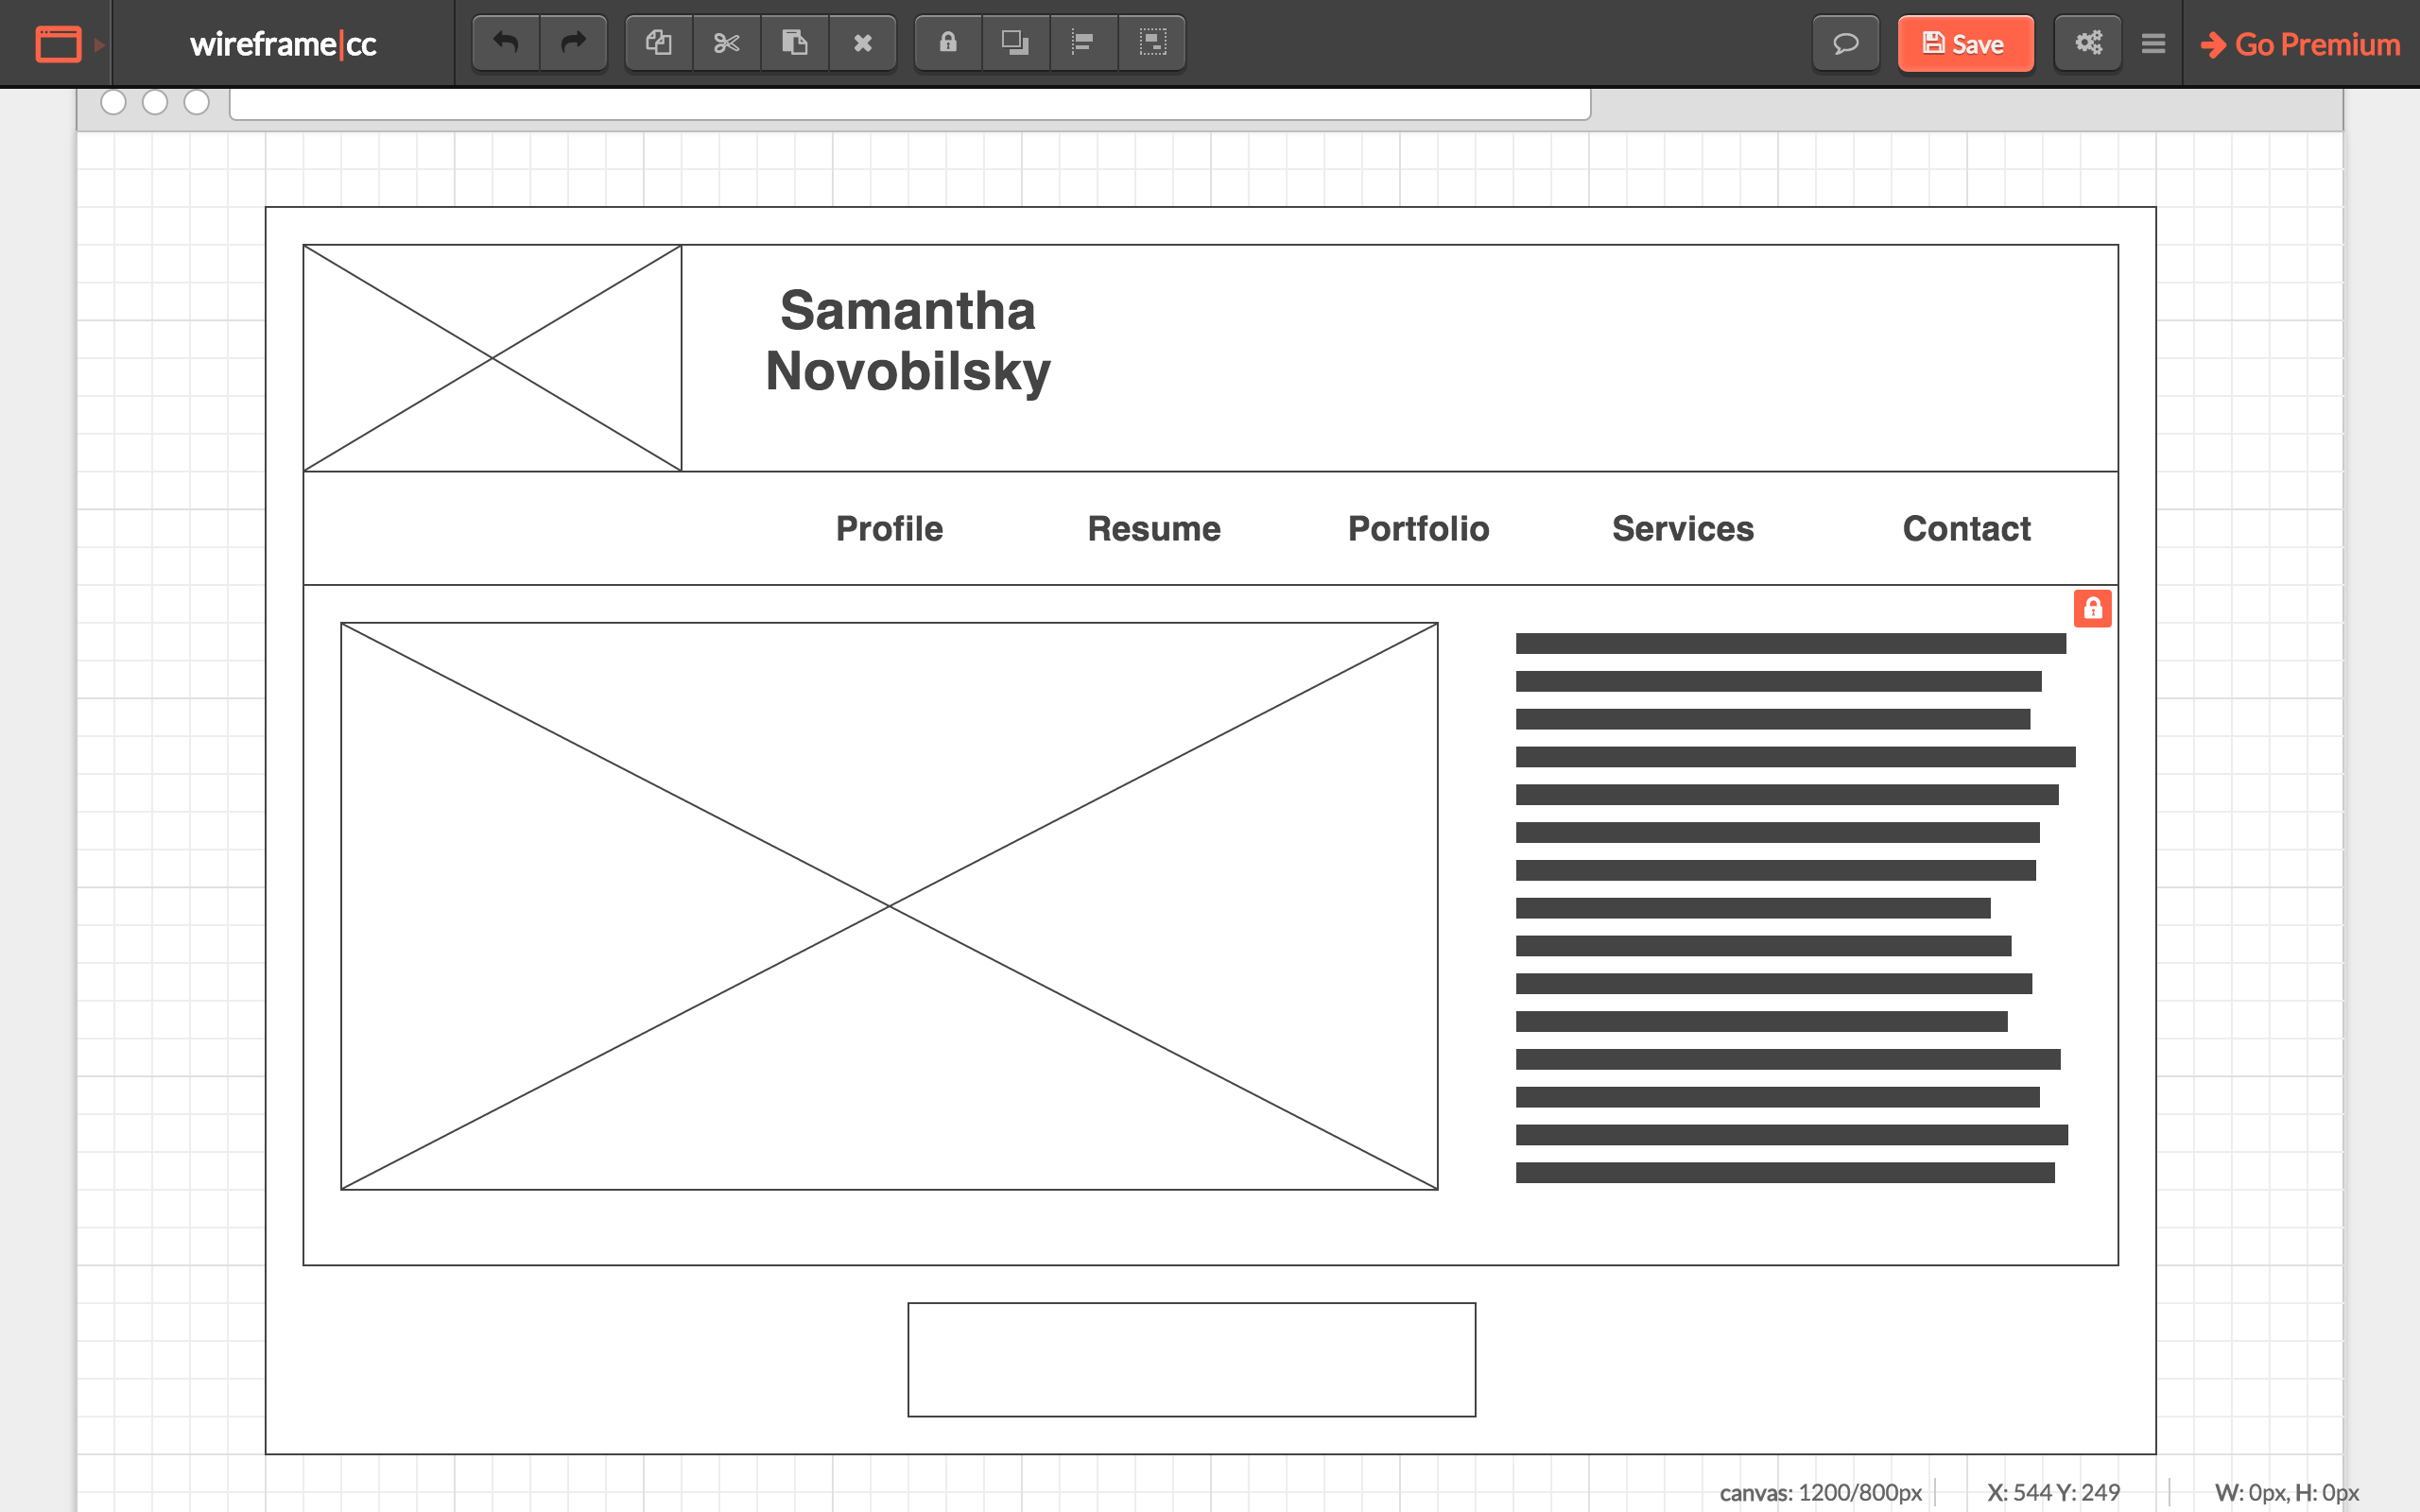 wireframe|cc
Save
Go Premium
Samantha
Novobilsky
Profile Resume Portfolio Services Contact
canvas: 1200/800px X: 544 Y: 249 W: 0px, H: 0px